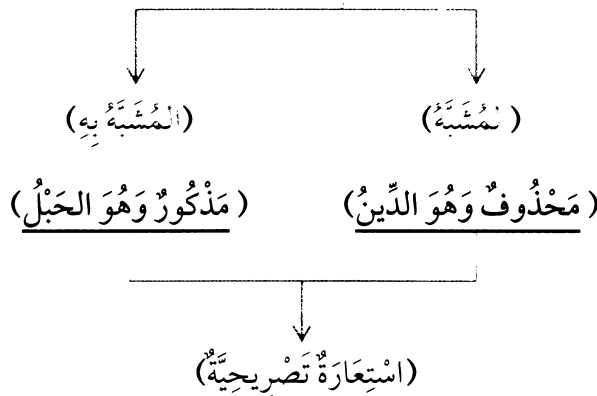 (المُشَبَّهُ) (المُشَبَّهُ بِهِ)
(مَحْذُوفٌ وَهُوَ الدِّينُ) (مَذْكُورٌ وَهُوَ الحَبْلُ)
(اسْتِعَارَةٌ تَصْرِيحِيَّةٌ)